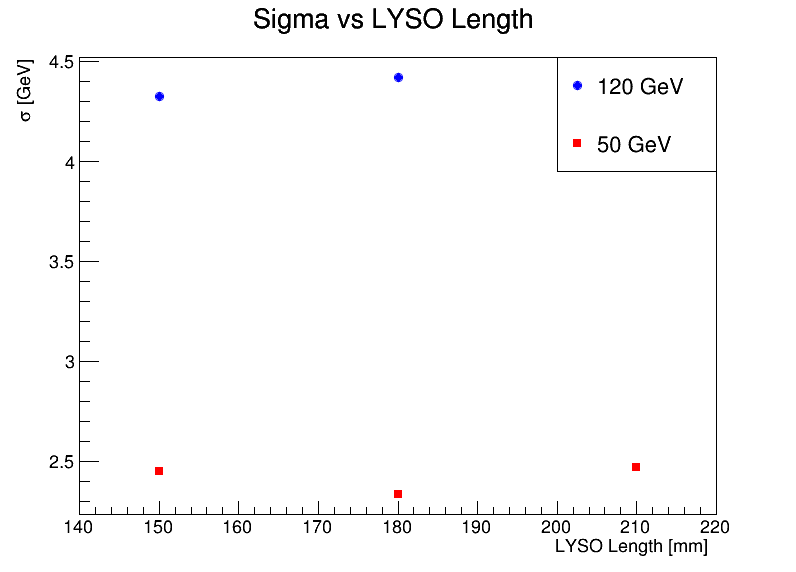 Sigma vs LYSO Length
σ [GeV]
4.5
4
3.5
3
2.5
120 GeV
50 GeV
140 150 160 170 180 190 200 210 220
LYSO Length [mm]